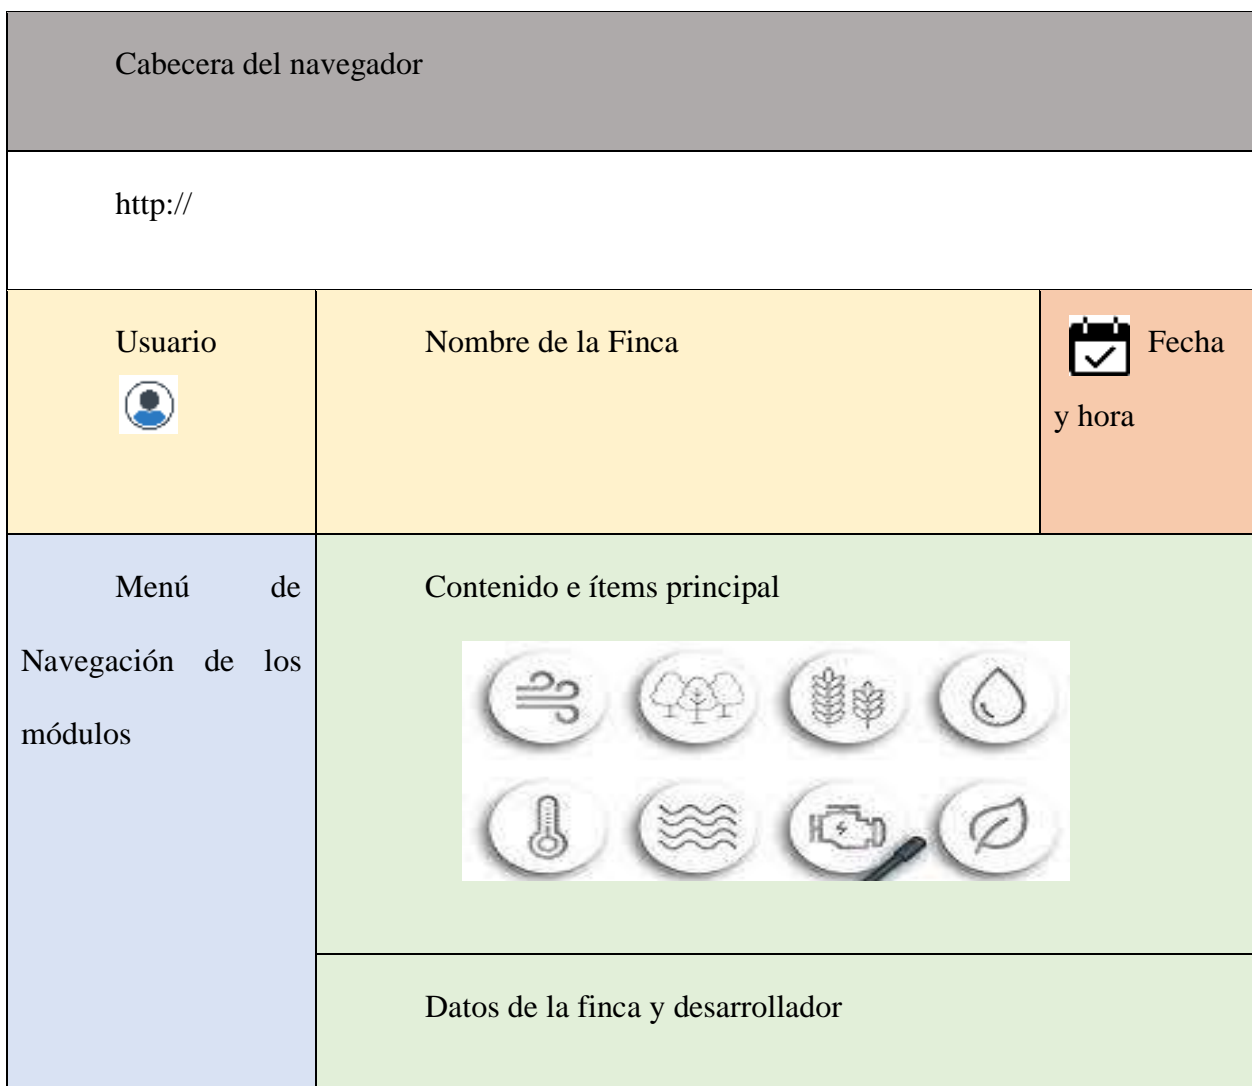 Cabecera del navegador
http://
Usuario
Nombre de la Finca
Fecha
y hora
Menú de
Navegación de los
módulos
Contenido e ítems principal
Datos de la finca y desarrollador